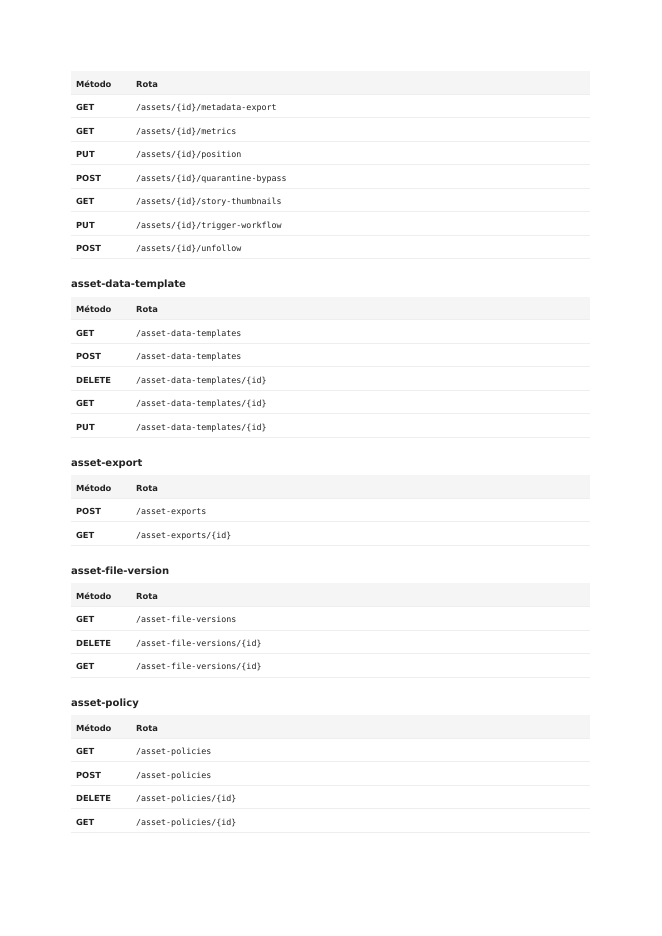 Método Rota
GET /assets/{id}/metadata-export
GET /assets/{id}/metrics
PUT /assets/{id}/position
POST /assets/{id}/quarantine-bypass
GET /assets/{id}/story-thumbnails
PUT /assets/{id}/trigger-workflow
POST /assets/{id}/unfollow
asset-data-template
Método Rota
GET /asset-data-templates
POST /asset-data-templates
DELETE /asset-data-templates/{id}
GET /asset-data-templates/{id}
PUT /asset-data-templates/{id}
asset-export
Método Rota
POST /asset-exports
GET /asset-exports/{id}
asset-file-version
Método Rota
GET /asset-file-versions
DELETE /asset-file-versions/{id}
GET /asset-file-versions/{id}
asset-policy
Método Rota
GET /asset-policies
POST /asset-policies
DELETE /asset-policies/{id}
GET /asset-policies/{id}